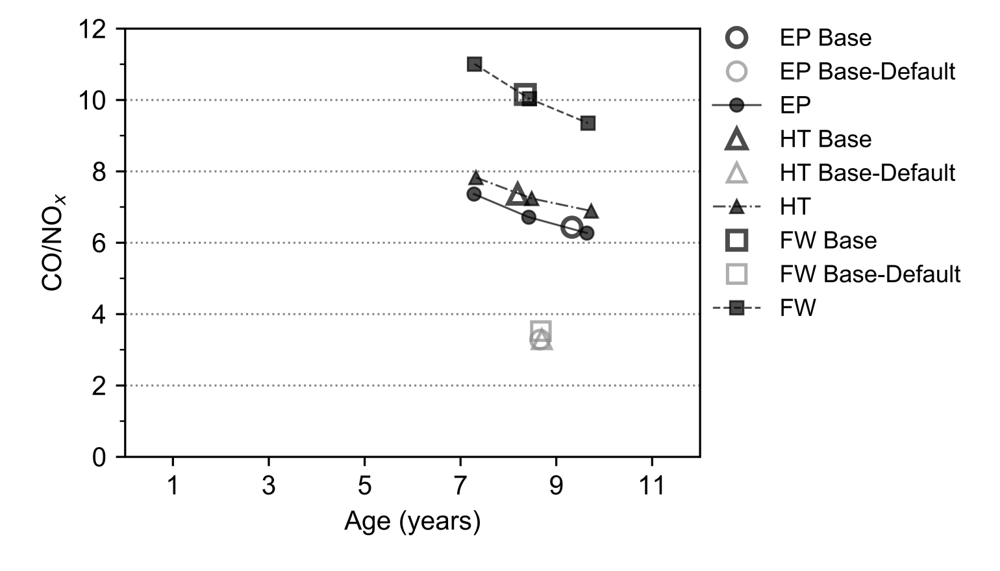 12
10
8
6
4
2
0
CO/NOx
1 3 5 7 9 11
Age (years)
EP Base
EP Base-Default
EP
HT Base
HT Base-Default
HT
FW Base
FW Base-Default
FW